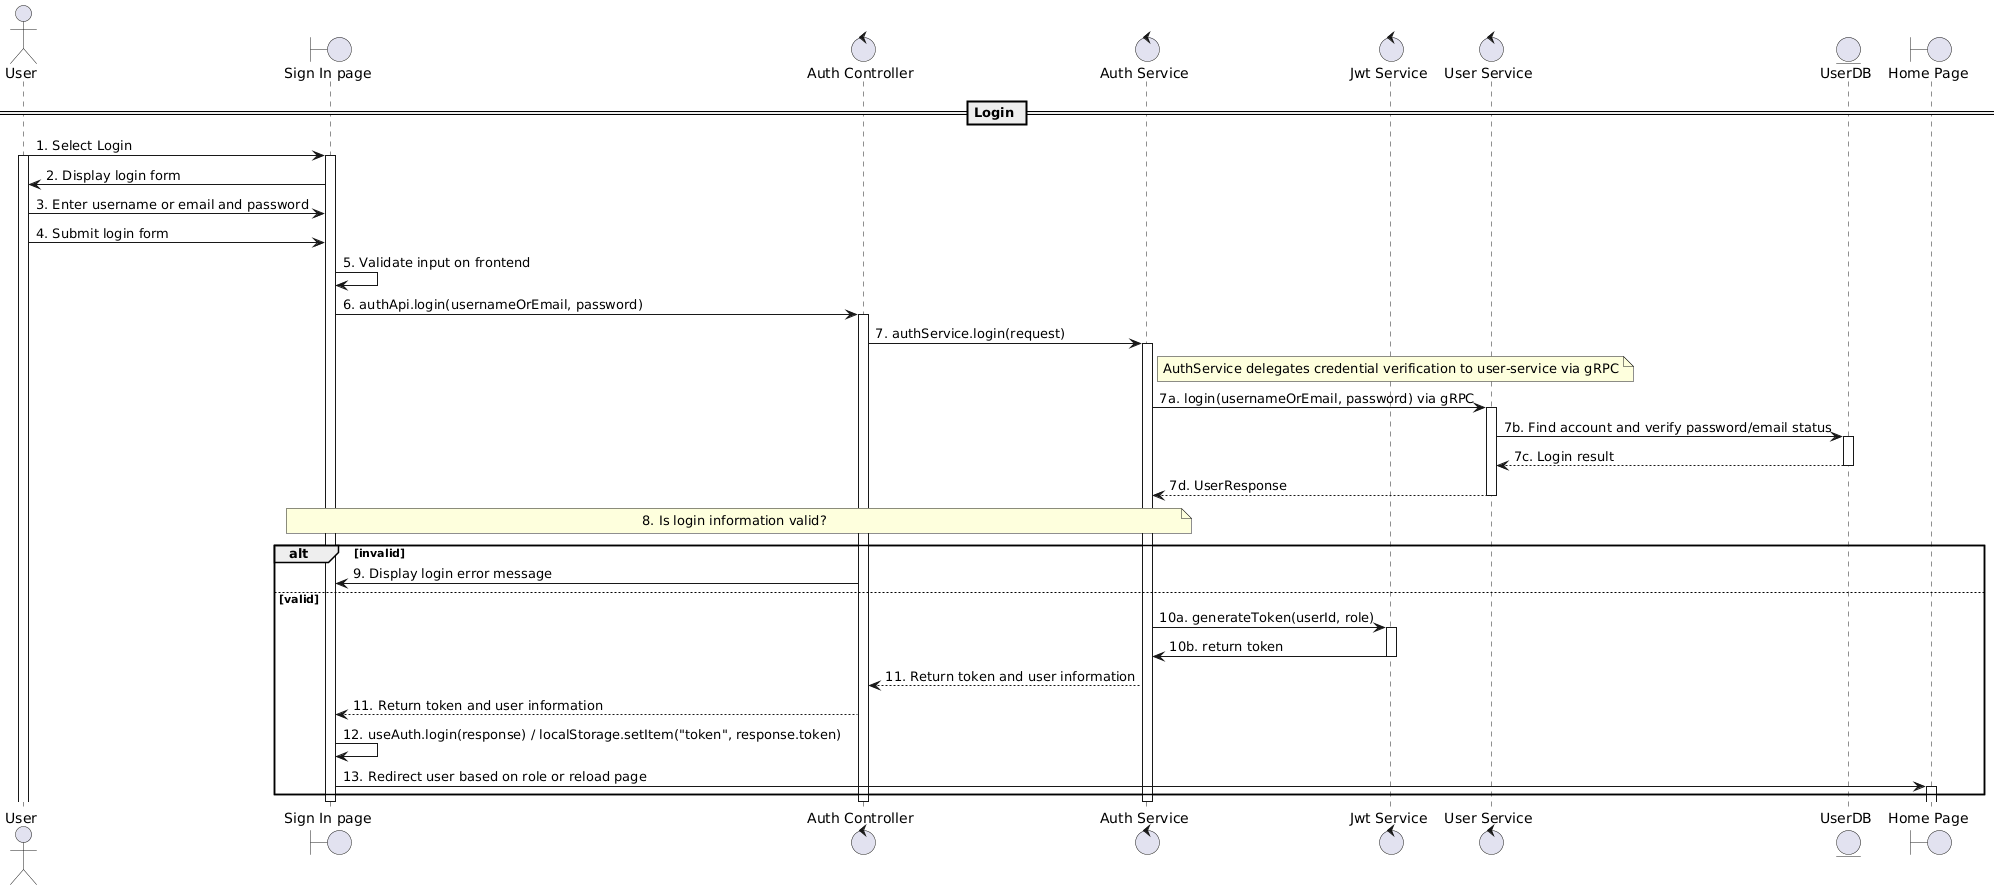 User
Sign In page
Auth Controller
Auth Service
Jwt Service
User Service
UserDB
Home Page
Login
1. Select Login
2. Display login form
3. Enter username or email and password
4. Submit login form
5. Validate input on frontend
6. authApi.login(usernameOrEmail, password)
7. authService.login(request)
AuthService delegates credential verification to user-service via gRPC
7a. login(usernameOrEmail, password) via gRPC
7b. Find account and verify password/email status
7c. Login result
7d. UserResponse
8. Is login information valid?
alt [invalid]
9. Display login error message
[valid]
10a. generateToken(userId, role)
10b. return token
11. Return token and user information
11. Return token and user information
12. useAuth.login(response) / localStorage.setItem("token", response.token)
13. Redirect user based on role or reload page
User
Sign In page
Auth Controller
Auth Service
Jwt Service
User Service
UserDB
Home Page